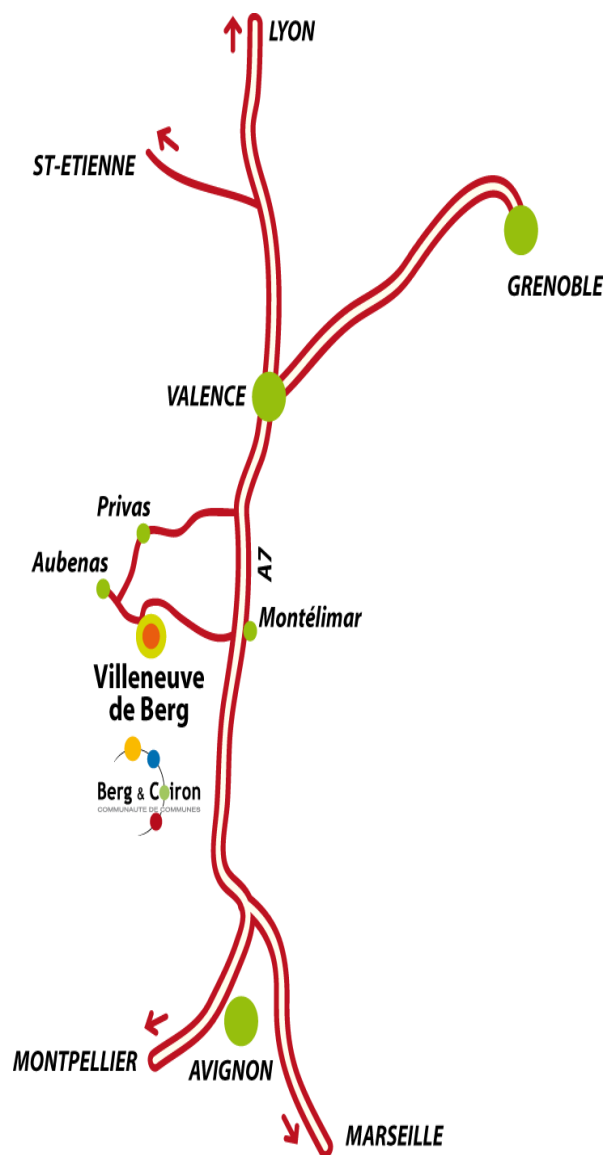 LYON
ST-ETIENNE
GRENOBLE
VALENCE
Privas
Aubenas
A7
Montélimar
Villeneuve
de Berg
Berg & Coiron
COMMUNAUTE DE COMMUNES
MONTPELLIER
AVIGNON
MARSEILLE